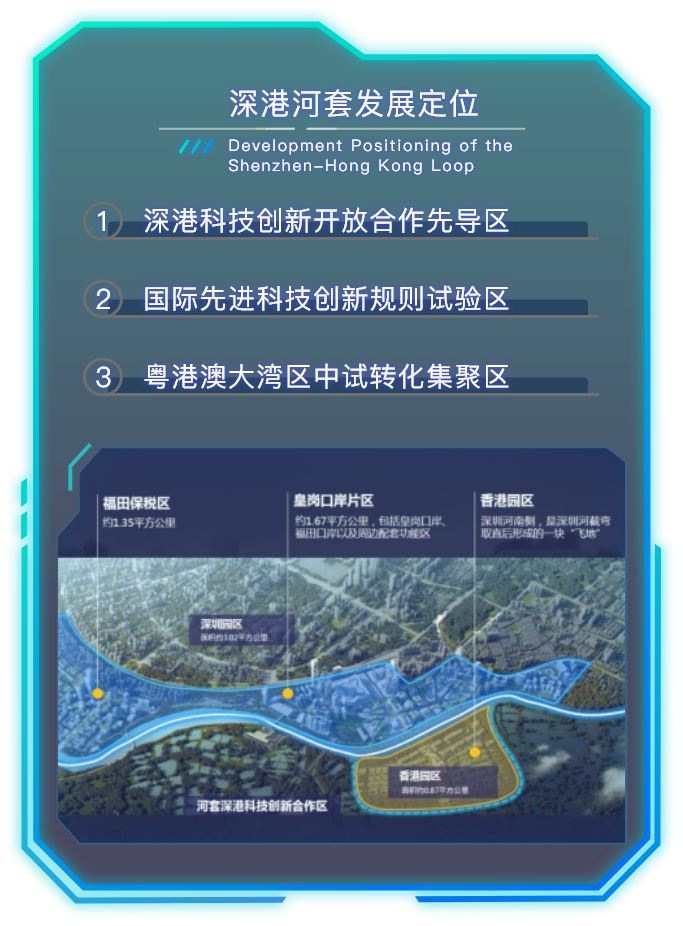 深港河套发展定位
Development Positioning of the
Shenzhen-Hong Kong Loop
1 深港科技创新开放合作先导区
2 国际先进科技创新规则试验区
3 粤港澳大湾区中试转化集聚区
福田保税区
约1.35平方公里
皇岗口岸片区
约1.67平方公里，包括皇岗口岸、
福田口岸以及周边配套功能区
香港园区
深圳河南侧，是深圳河截弯
取直后形成的一块“飞地”
深圳园区
面积约3.02平方公里
香港园区
面积约0.87平方公里
河套深港科技创新合作区